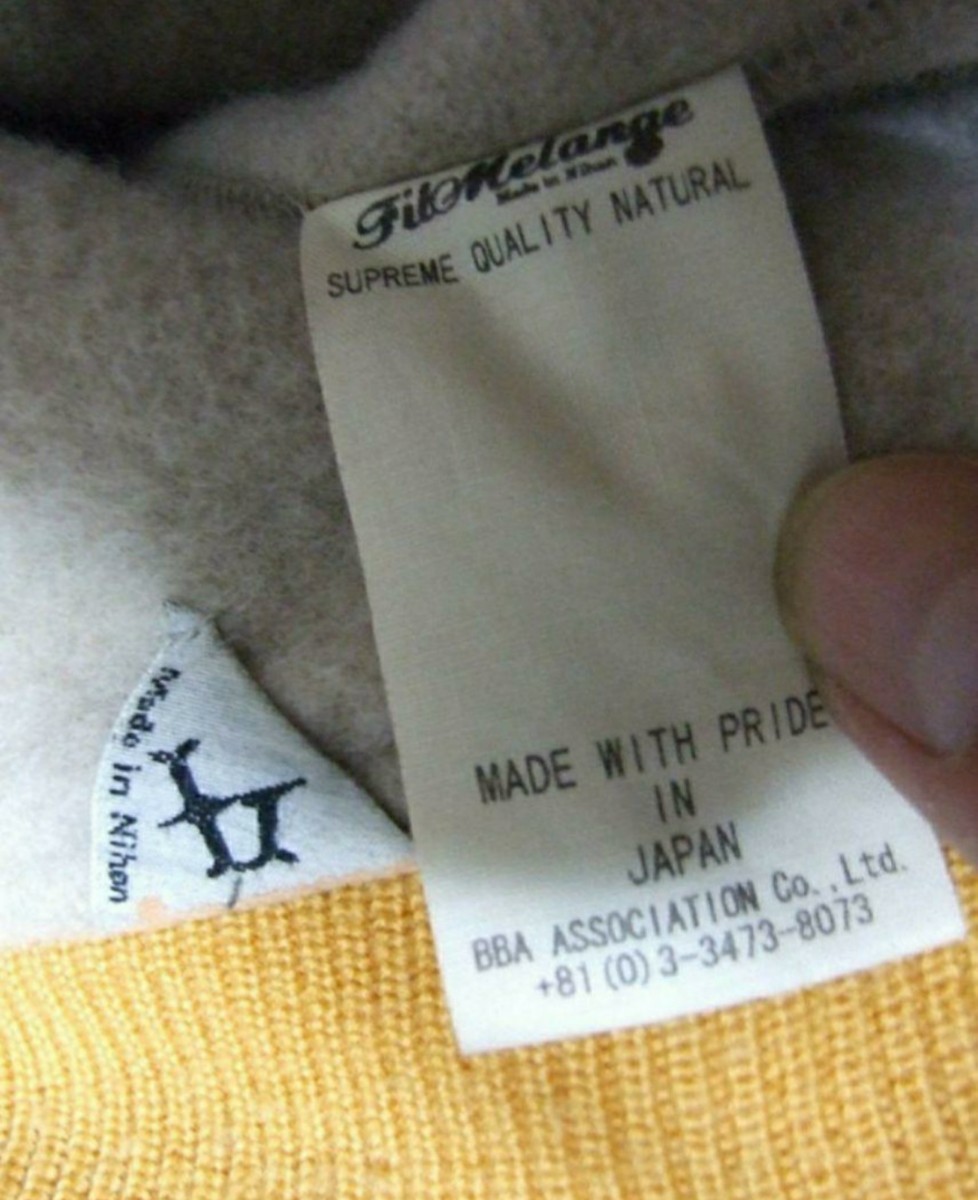 FilMelange
Made in Nihon
SUPREME QUALITY NATURAL
MADE WITH PRIDE
IN
JAPAN
BBA ASSOCIATION Co.,Ltd.
+81(0)3-3473-8073
Made in Nihon